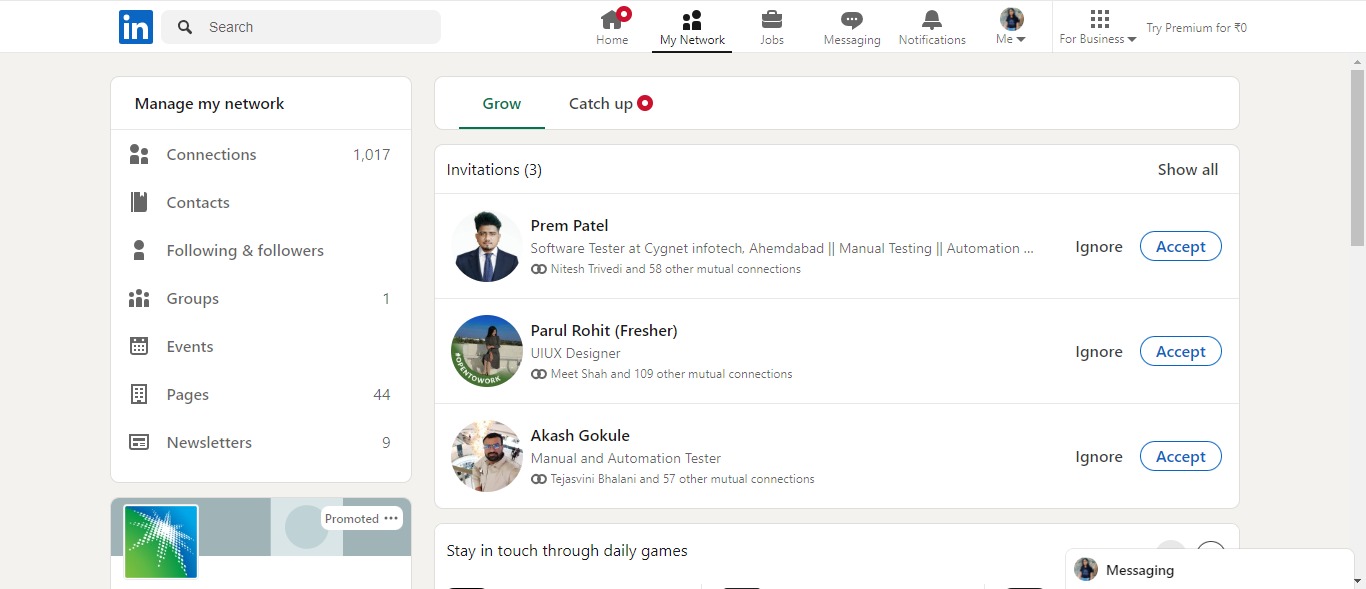 in
Search
Home
My Network
Jobs
Messaging
Notifications
Me
For Business
Try Premium for ₹0
Manage my network
Connections 1,017
Contacts
Following & followers
Groups 1
Events
Pages 44
Newsletters 9
Promoted ···
Grow
Catch up
Invitations (3)
Show all
Prem Patel
Software Tester at Cygnet infotech, Ahemdabad || Manual Testing || Automation ...
Nitesh Trivedi and 58 other mutual connections
Ignore
Accept
Parul Rohit (Fresher)
UIUX Designer
Meet Shah and 109 other mutual connections
#OPENTOWORK
Ignore
Accept
Akash Gokule
Manual and Automation Tester
Tejasvini Bhalani and 57 other mutual connections
Ignore
Accept
Stay in touch through daily games
Messaging